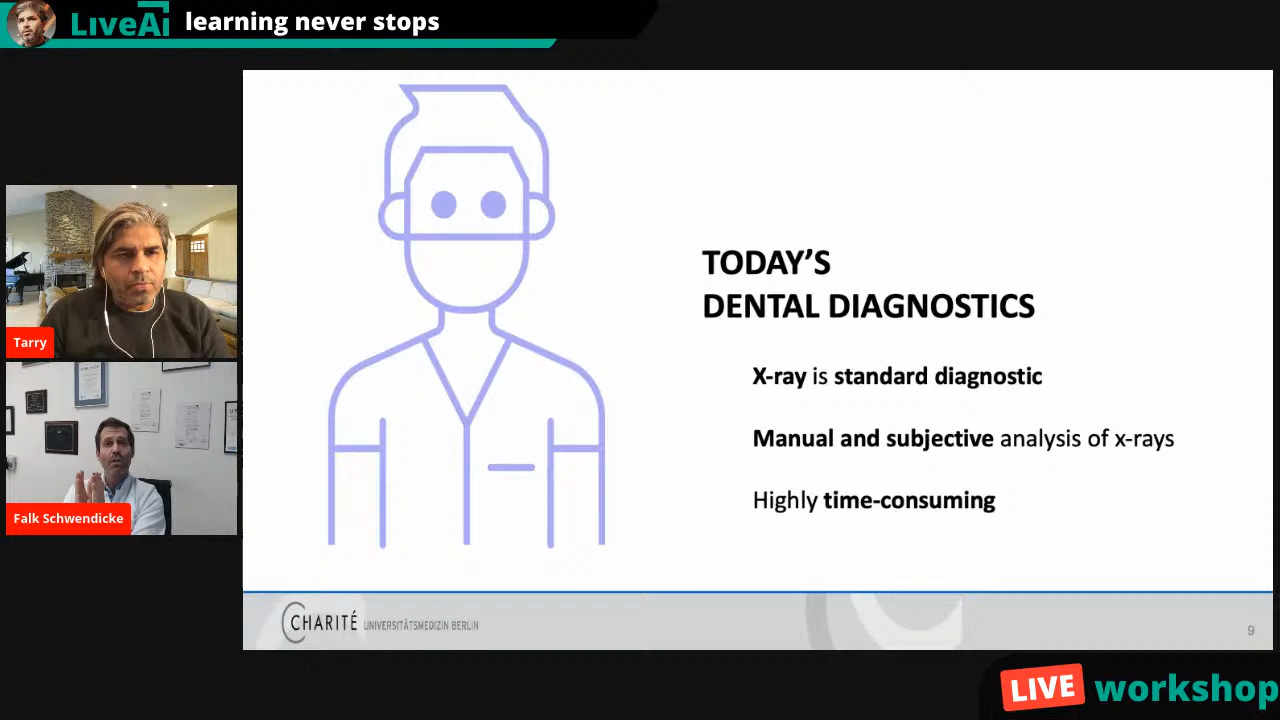 LiveAi learning never stops
Tarry
Falk Schwendicke
TODAY’S
DENTAL DIAGNOSTICS
X-ray is standard diagnostic
Manual and subjective analysis of x-rays
Highly time-consuming
CHARITÉ UNIVERSITÄTSMEDIZIN BERLIN
9
LIVE workshop